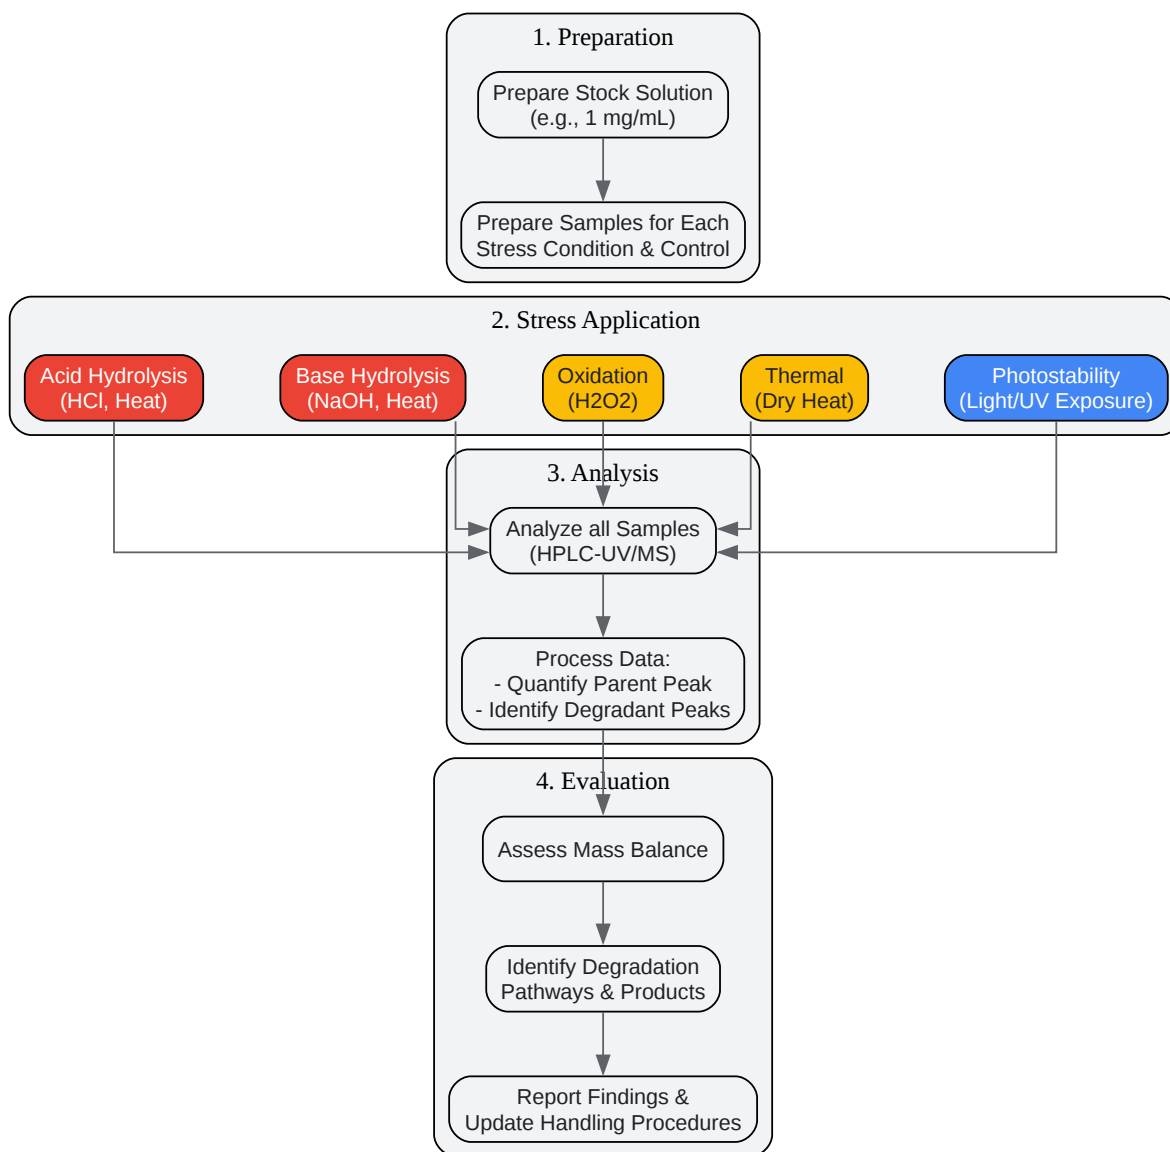 1. Preparation
Prepare Stock Solution
(e.g., 1 mg/mL)
Prepare Samples for Each
Stress Condition & Control
2. Stress Application
Acid Hydrolysis
(HCl, Heat)
Base Hydrolysis
(NaOH, Heat)
Oxidation
(H2O2)
Thermal
(Dry Heat)
Photostability
(Light/UV Exposure)
3. Analysis
Analyze all Samples
(HPLC-UV/MS)
Process Data:
- Quantify Parent Peak
- Identify Degradant Peaks
4. Evaluation
Assess Mass Balance
Identify Degradation
Pathways & Products
Report Findings &
Update Handling Procedures